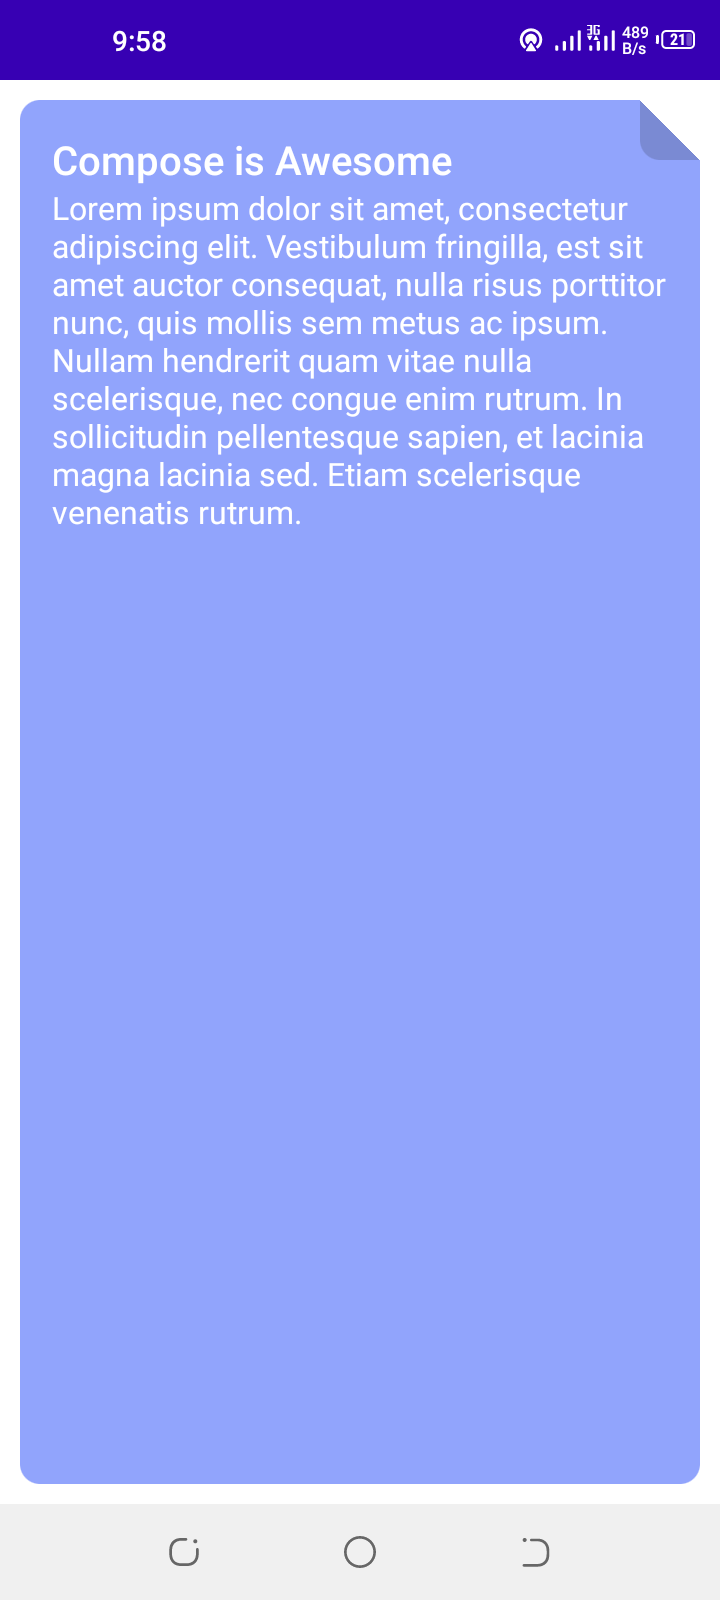 9:58
3G
489
B/s
21
Compose is Awesome
Lorem ipsum dolor sit amet, consectetur
adipiscing elit. Vestibulum fringilla, est sit
amet auctor consequat, nulla risus porttitor
nunc, quis mollis sem metus ac ipsum.
Nullam hendrerit quam vitae nulla
scelerisque, nec congue enim rutrum. In
sollicitudin pellentesque sapien, et lacinia
magna lacinia sed. Etiam scelerisque
venenatis rutrum.